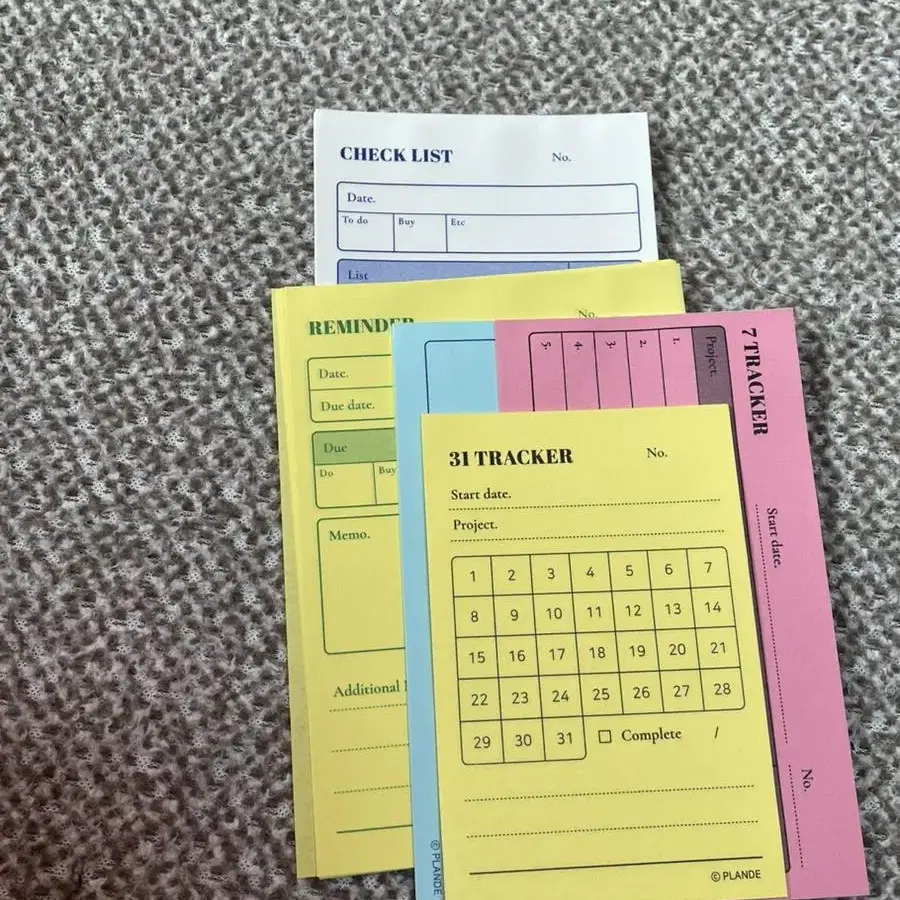 CHECK LIST No.
Date.
To do Buy Etc
List
REMINDER No.
Date.
Due date.
Due
Do Buy
Memo.
Additional
© PLANDE
7 TRACKER
Start date.
No.
Project.
1.
2.
3.
4.
5.
31 TRACKER No.
Start date.
Project.
1 2 3 4 5 6 7
8 9 10 11 12 13 14
15 16 17 18 19 20 21
22 23 24 25 26 27 28
29 30 31 Complete /
© PLANDE